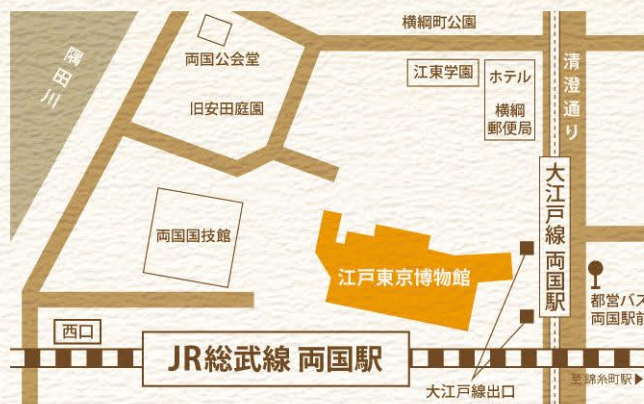 横綱町公園
隅田川
両国公会堂
旧安田庭園
江東学園
ホテル
横綱
郵便局
清澄通り
両国国技館
江戸東京博物館
大江戸線 両国駅
都営バス
両国駅前
西口
JR総武線 両国駅
大江戸線出口
至 錦糸町駅▶